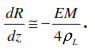 dR/dz ≅ − EM/4ρ_L .